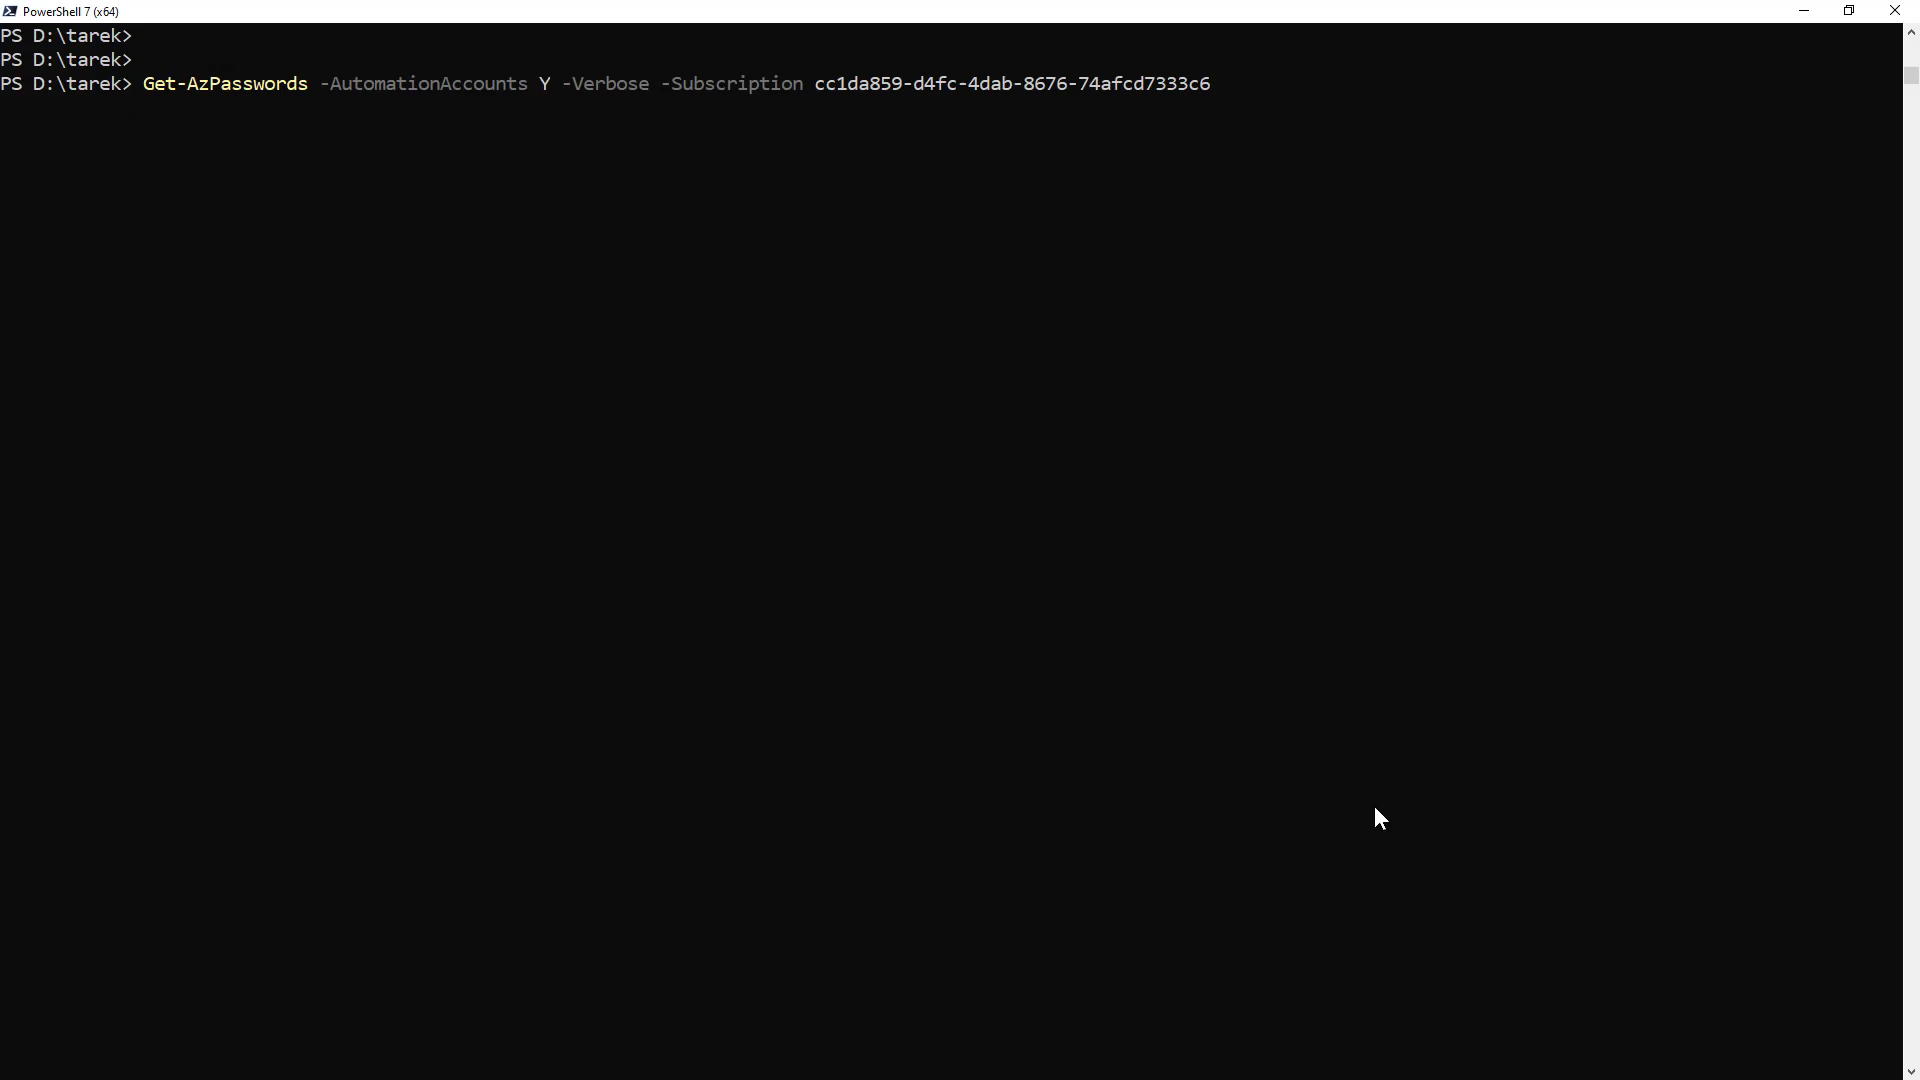 PowerShell 7 (x64)
PS D:\tarek>
PS D:\tarek>
PS D:\tarek> Get-AzPasswords -AutomationAccounts Y -Verbose -Subscription cc1da859-d4fc-4dab-8676-74afcd7333c6